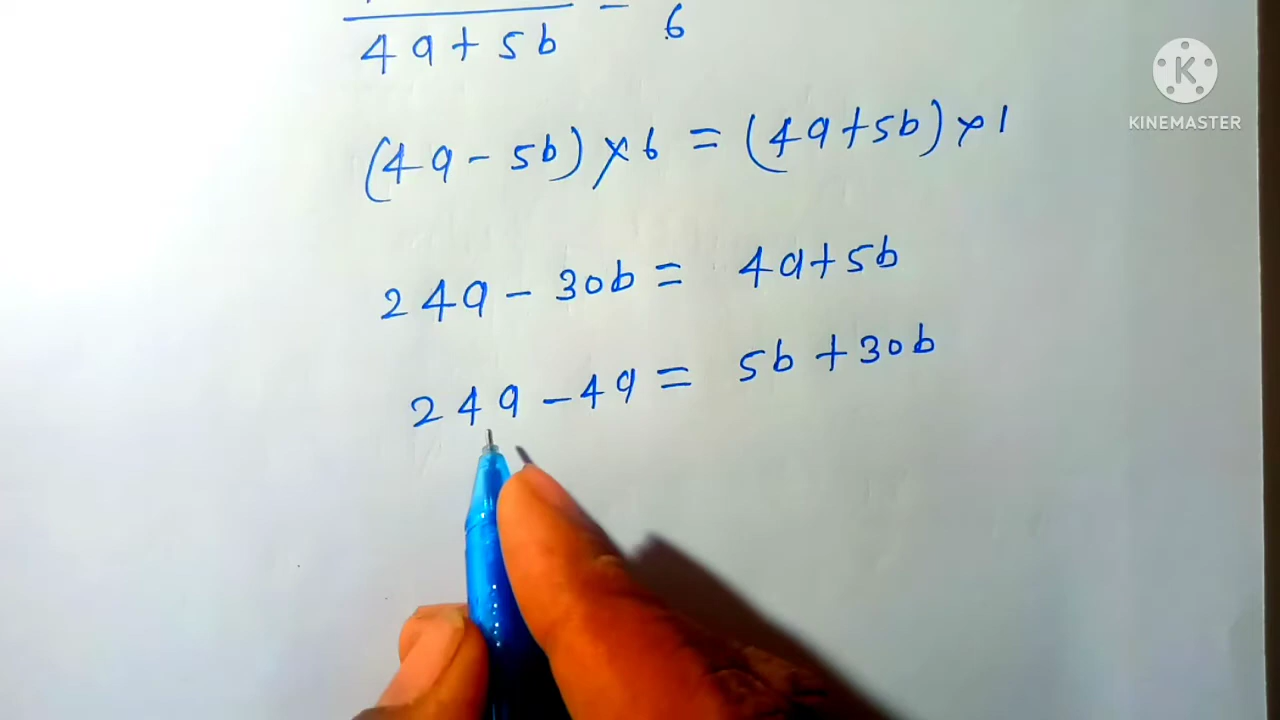 4a + 5b = 6
(4a - 5b) × 6 = (4a + 5b) × 1
24a - 30b = 4a + 5b
24a - 4a = 5b + 30b
K
KINEMASTER